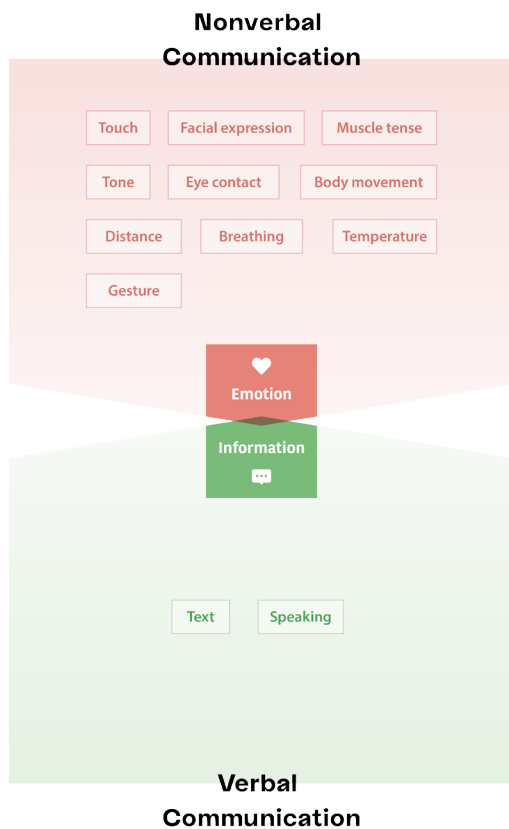 Nonverbal
Communication
Touch Facial expression Muscle tense
Tone Eye contact Body movement
Distance Breathing Temperature
Gesture
Emotion
Information
Text Speaking
Verbal
Communication